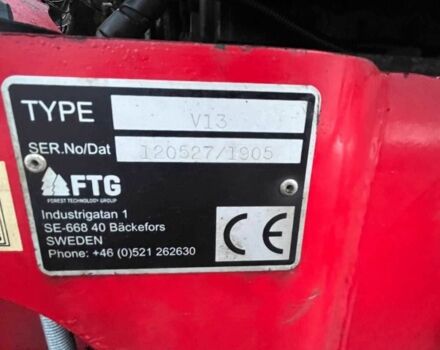 TYPE V13
SER.No/Dat 120527/1905
FTG
FOREST TECHNOLOGY GROUP
Industrigatan 1
SE-668 40 Bäckefors
SWEDEN
Phone: +46 (0)521 262630
CE